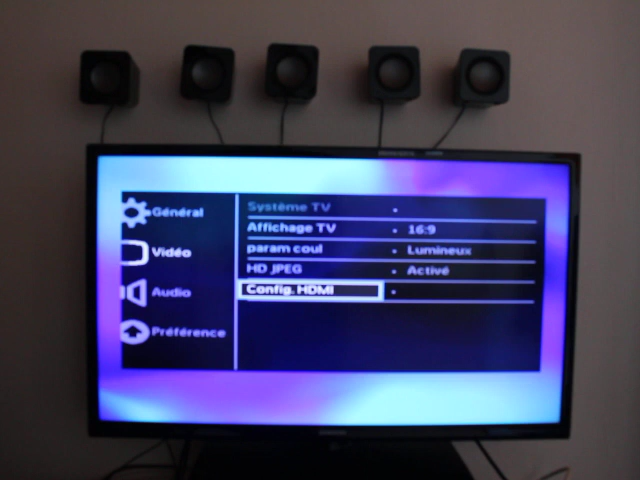 Général
Vidéo
Audio
Préférence
Système TV
Affichage TV 16:9
param coul Lumineux
HD JPEG Activé
Config. HDMI